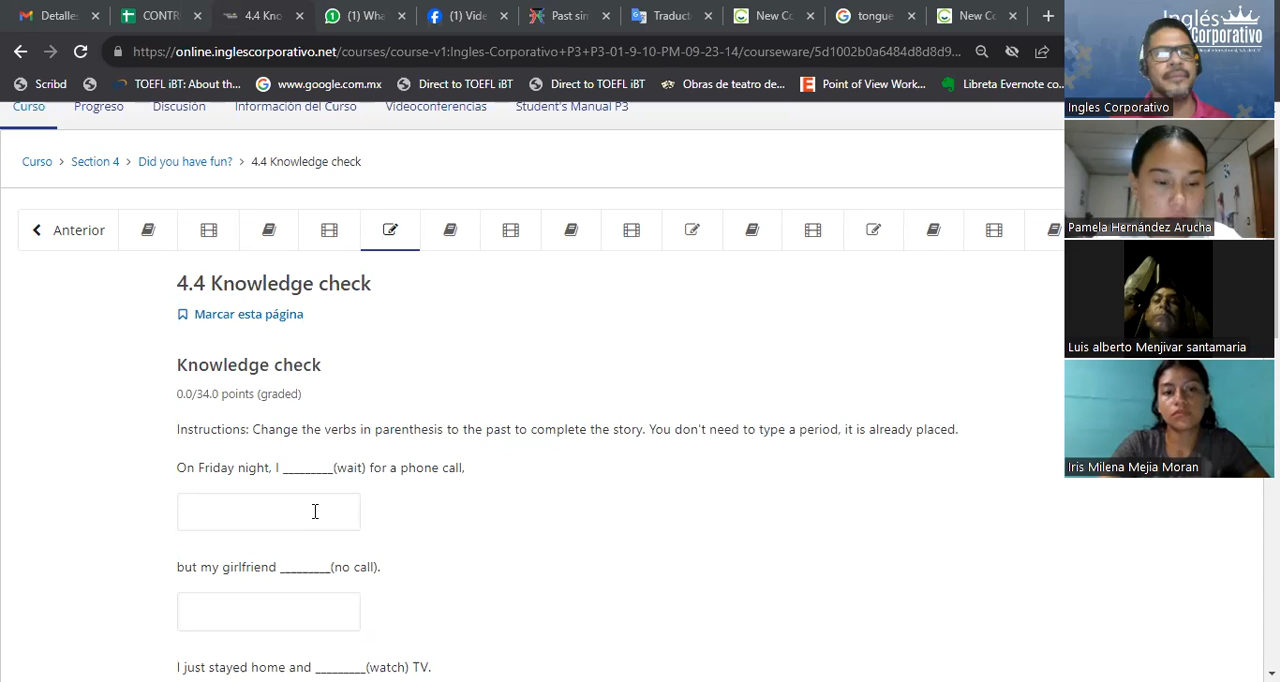 Detalle
CONTR
4.4 Kno
(1) Wha
(1) Vide
Past sin
Traduct
New Co
tongue
New Co
https://online.inglescorporativo.net/courses/course-v1:Ingles-Corporativo+P3+P3-01-9-10-PM-09-23-14/courseware/5d1002b0a6484d8d8d9...
Scribd
TOEFL iBT: About th...
www.google.com.mx
Direct to TOEFL iBT
Direct to TOEFL iBT
Obras de teatro de...
Point of View Work...
Libreta Evernote co...
Curso
Progreso
Discusión
Información del Curso
Videoconferencias
Student's Manual P3
Curso > Section 4 > Did you have fun? > 4.4 Knowledge check
Anterior
4.4 Knowledge check
Marcar esta página
Knowledge check
0.0/34.0 points (graded)
Instructions: Change the verbs in parenthesis to the past to complete the story. You don't need to type a period, it is already placed.
On Friday night, I _________(wait) for a phone call,
but my girlfriend _________(no call).
I just stayed home and _________(watch) TV.
Inglés
Corporativo
Ingles Corporativo
Pamela Hernández Arucha
Luis alberto Menjivar santamaria
Iris Milena Mejia Moran